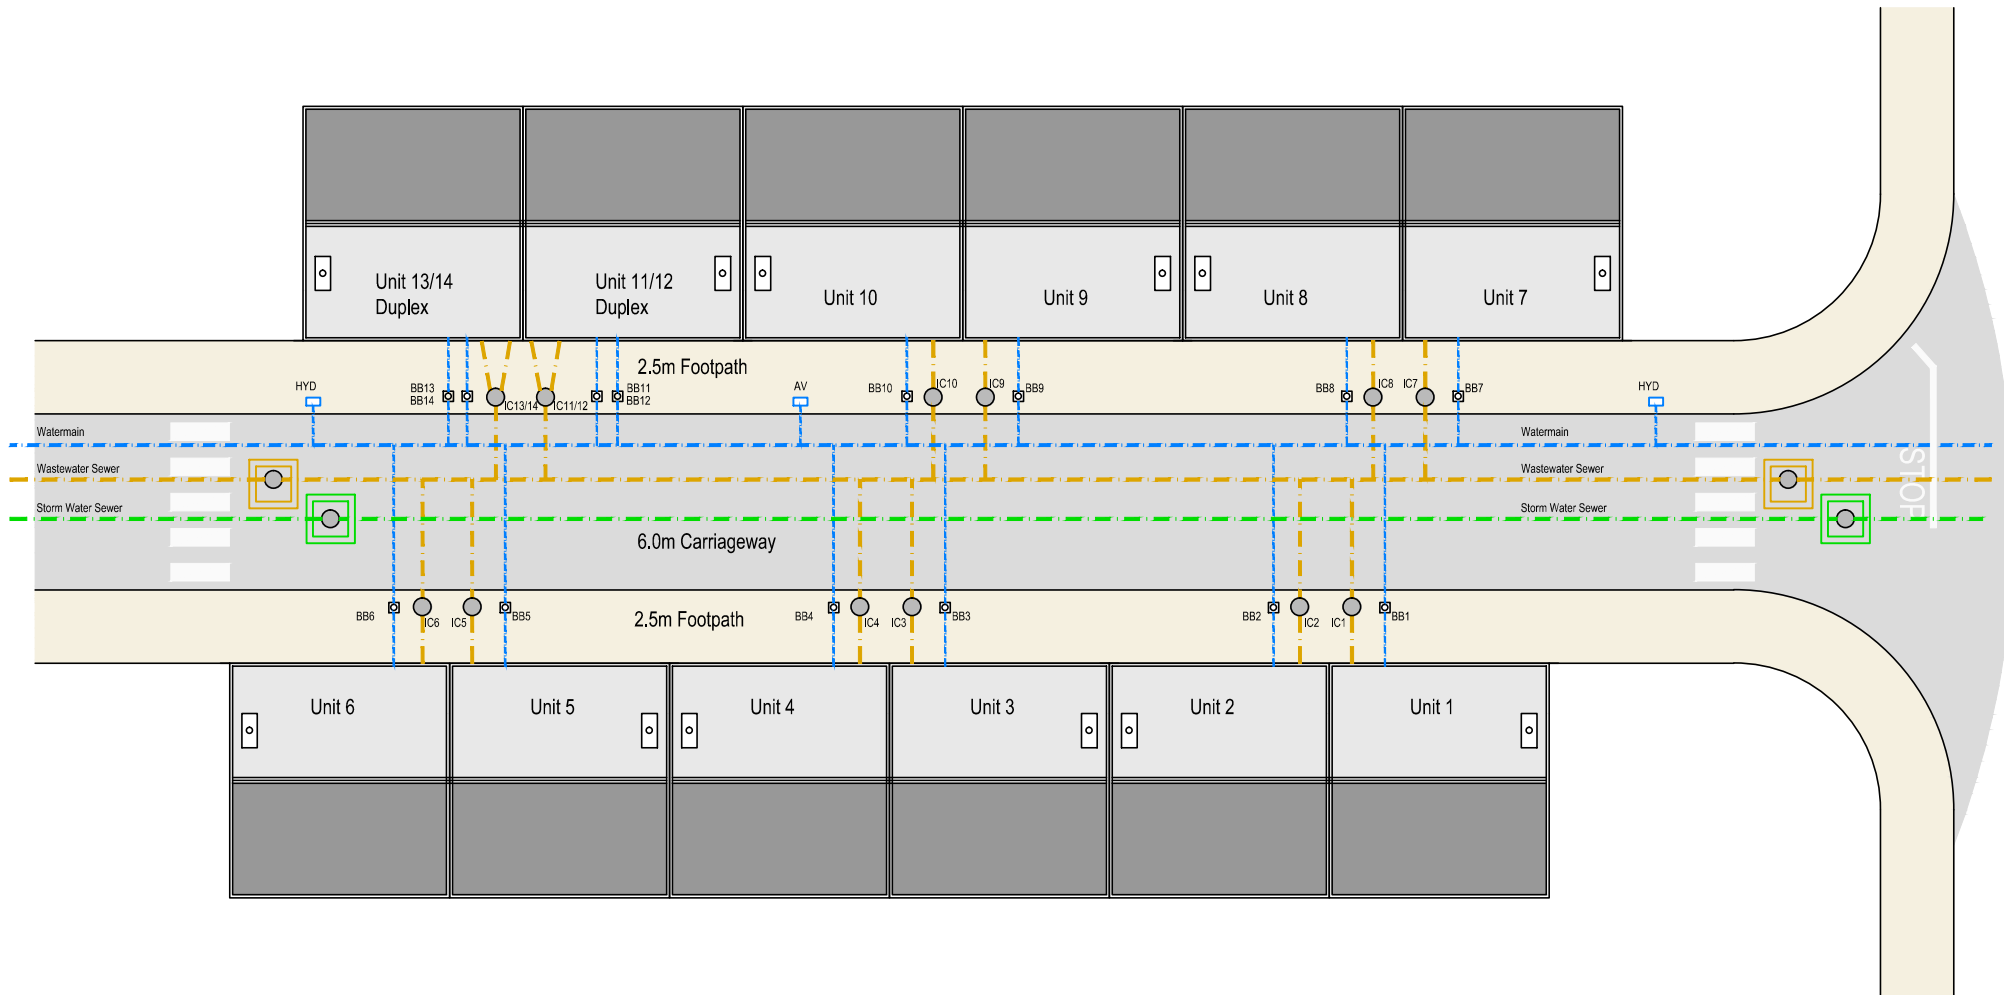 Unit 13/14
Duplex
Unit 11/12
Duplex
Unit 10
Unit 9
Unit 8
Unit 7
2.5m Footpath
HYD
BB13
BB14
IC13/14
IC11/12
BB11
BB12
AV
BB10
IC10
IC9
BB9
BB8
IC8
IC7
BB7
HYD
Watermain
Watermain
Wastewater Sewer
Wastewater Sewer
STOP
Storm Water Sewer
Storm Water Sewer
6.0m Carriageway
BB6
IC6
IC5
BB5
2.5m Footpath
BB4
IC4
IC3
BB3
BB2
IC2
IC1
BB1
Unit 6
Unit 5
Unit 4
Unit 3
Unit 2
Unit 1